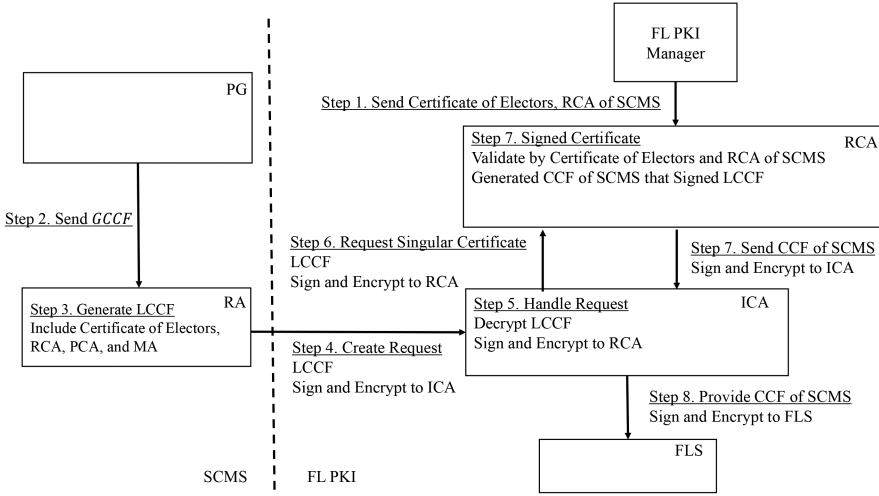 FL PKI
Manager
PG
Step 1. Send Certificate of Electors, RCA of SCMS
Step 7. Signed Certificate
RCA
Validate by Certificate of Electors and RCA of SCMS
Generated CCF of SCMS that Signed LCCF
Step 2. Send GCCF
Step 6. Request Singular Certificate
LCCF
Sign and Encrypt to RCA
Step 7. Send CCF of SCMS
Sign and Encrypt to ICA
Step 3. Generate LCCF
RA
Include Certificate of Electors,
RCA, PCA, and MA
Step 5. Handle Request
ICA
Decrypt LCCF
Sign and Encrypt to RCA
Step 4. Create Request
LCCF
Sign and Encrypt to ICA
Step 8. Provide CCF of SCMS
Sign and Encrypt to FLS
FLS
SCMS
FL PKI